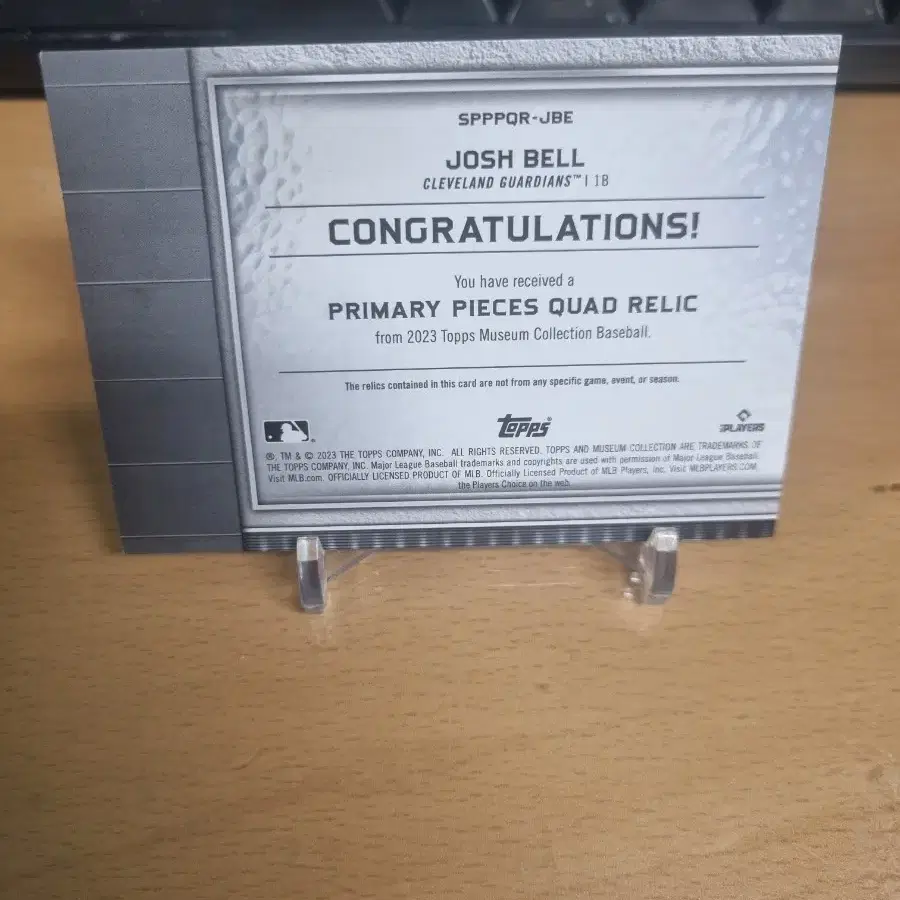 SPPPQR-JBE
JOSH BELL
CLEVELAND GUARDIANS™ | 1B
CONGRATULATIONS!
You have received a
PRIMARY PIECES QUAD RELIC
from 2023 Topps Museum Collection Baseball.
The relics contained in this card are not from any specific game, event, or season.
topps®
PLAYERS
®, TM & © 2023 THE TOPPS COMPANY, INC. ALL RIGHTS RESERVED. TOPPS AND MUSEUM COLLECTION ARE TRADEMARKS OF
THE TOPPS COMPANY, INC. Major League Baseball trademarks and copyrights are used with permission of Major League Baseball.
Visit MLB.com. OFFICIALLY LICENSED PRODUCT OF MLB. Officially Licensed Product of MLB Players, Inc. Visit MLBPLAYERS.COM,
the Players Choice on the web.